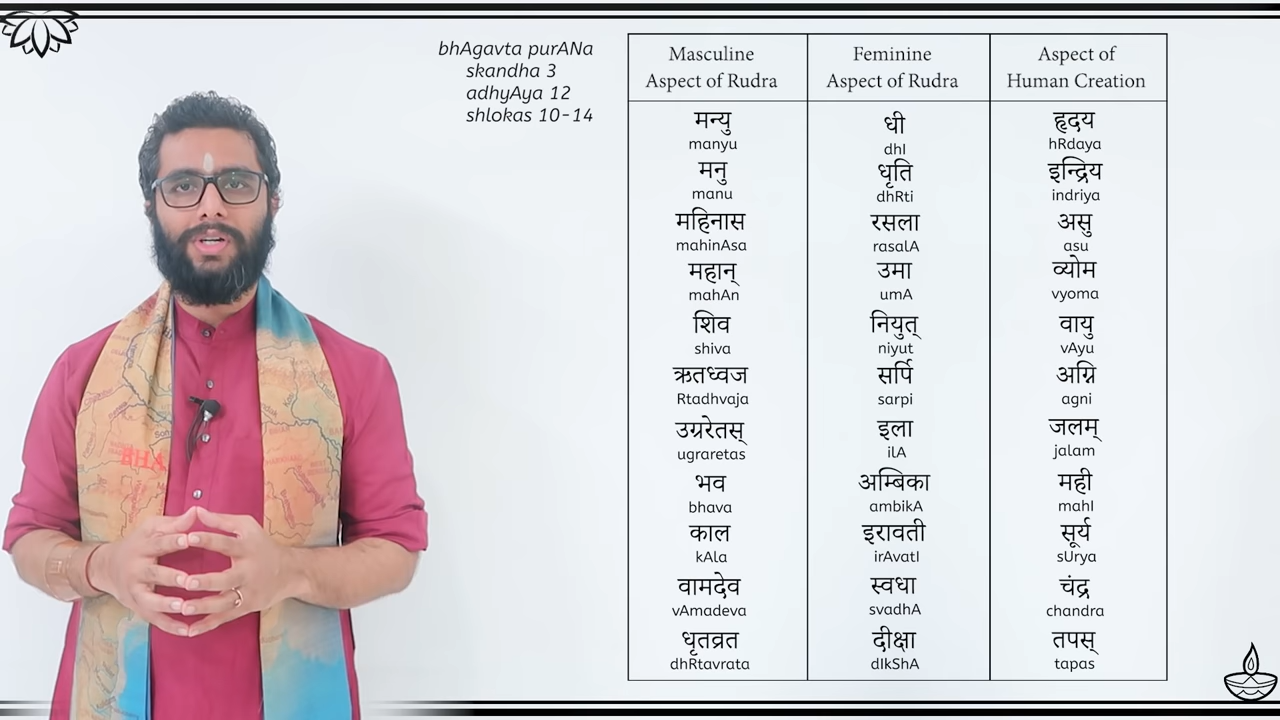 bhAgavta purANa
skandha 3
adhyAya 12
shlokas 10-14
Masculine
Aspect of Rudra
Feminine
Aspect of Rudra
Aspect of
Human Creation
मन्यु
manyu
धी
dhI
हृदय
hRdaya
मनु
manu
धृति
dhRti
इन्द्रिय
indriya
महिनास
mahinAsa
रसला
rasalA
असु
asu
महान्
mahAn
उमा
umA
व्योम
vyoma
शिव
shiva
नियुत्
niyut
वायु
vAyu
ऋतध्वज
Rtadhvaja
सर्पि
sarpi
अग्नि
agni
उग्ररेतस्
ugraretas
इला
ilA
जलम्
jalam
भव
bhava
अम्बिका
ambikA
मही
mahI
काल
kAla
इरावती
irAvatI
सूर्य
sUrya
वामदेव
vAmadeva
स्वधा
svadhA
चंद्र
chandra
धृतव्रत
dhRtavrata
दीक्षा
dIkShA
तपस्
tapas
BHA